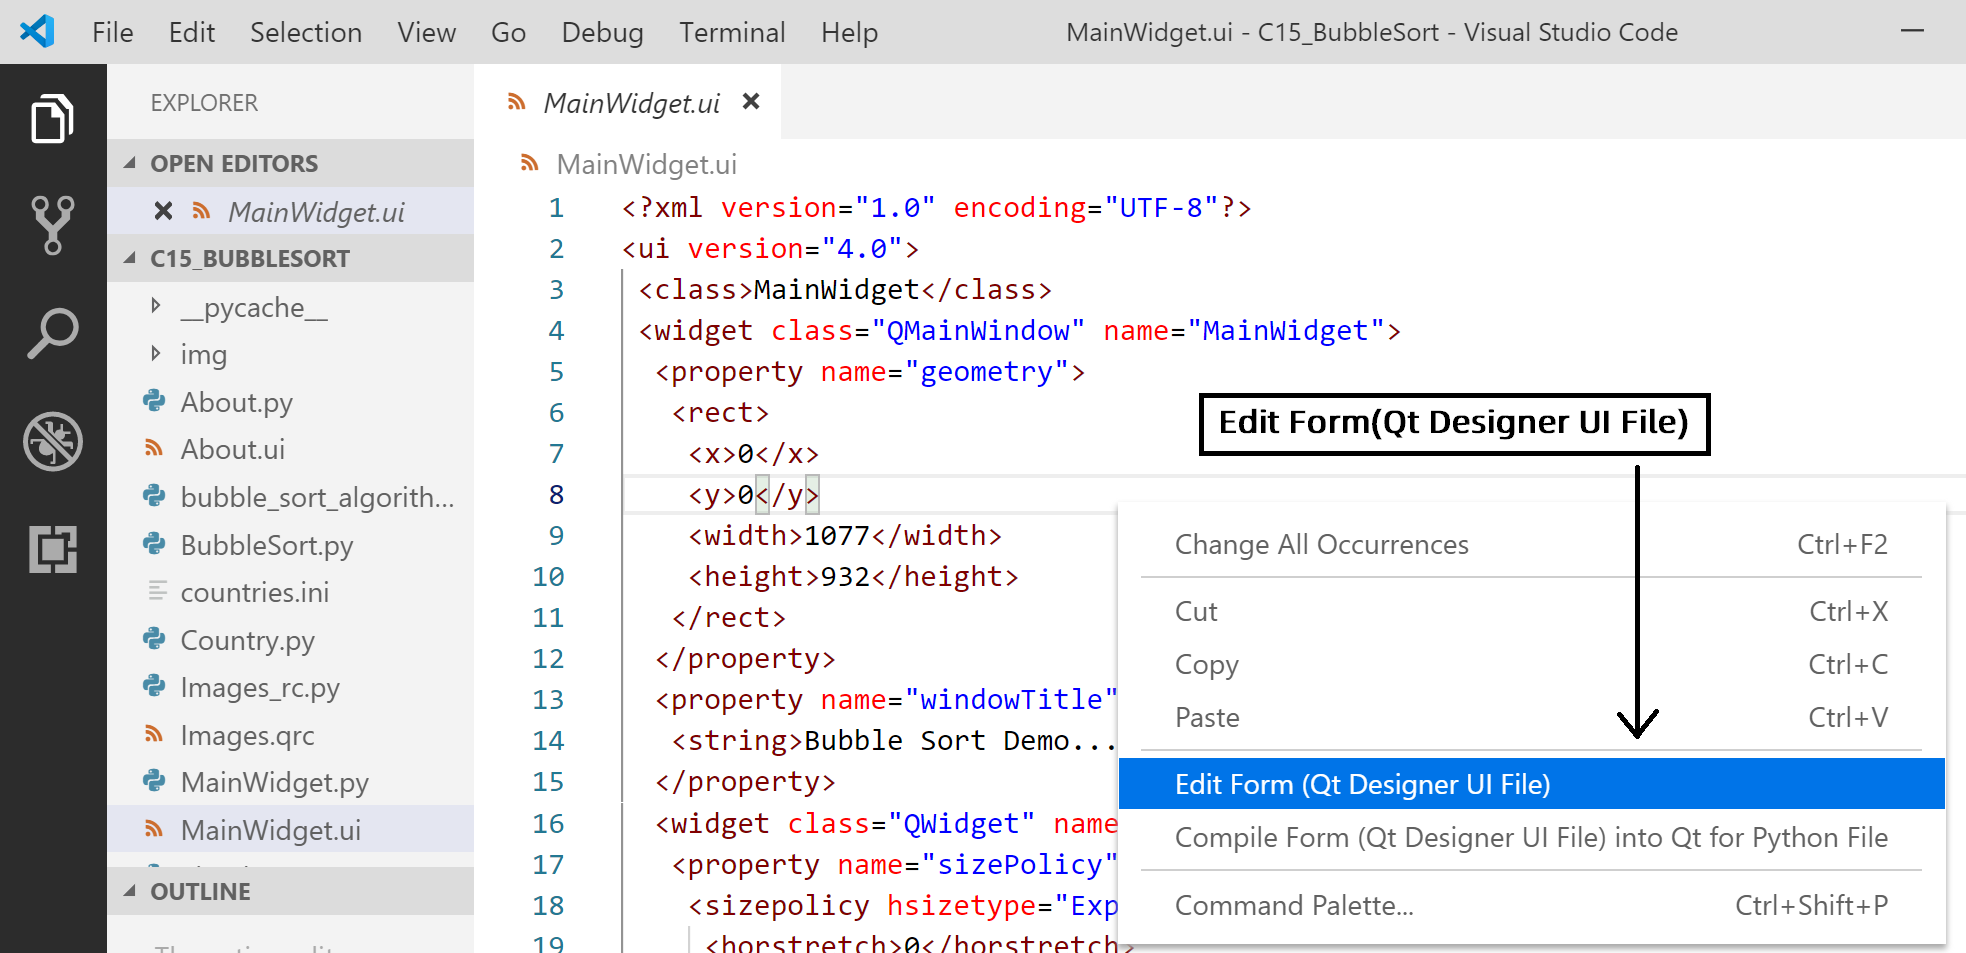 File Edit Selection View Go Debug Terminal Help MainWidget.ui - C15_BubbleSort - Visual Studio Code
EXPLORER
OPEN EDITORS
MainWidget.ui
C15_BUBBLESORT
__pycache__
img
About.py
About.ui
bubble_sort_algorith...
BubbleSort.py
countries.ini
Country.py
Images_rc.py
Images.qrc
MainWidget.py
MainWidget.ui
OUTLINE
MainWidget.ui
MainWidget.ui
1 <?xml version="1.0" encoding="UTF-8"?>
2 <ui version="4.0">
3 <class>MainWidget</class>
4 <widget class="QMainWindow" name="MainWidget">
5 <property name="geometry">
6 <rect>
7 <x>0</x>
8 <y>0</y>
9 <width>1077</width>
10 <height>932</height>
11 </rect>
12 </property>
13 <property name="windowTitle"
14 <string>Bubble Sort Demo...
15 </property>
16 <widget class="QWidget" name
17 <property name="sizePolicy"
18 <sizepolicy hsizetype="Exp
19 <horstretch>0</horstretch>
Edit Form(Qt Designer UI File)
Change All Occurrences Ctrl+F2
Cut Ctrl+X
Copy Ctrl+C
Paste Ctrl+V
Edit Form (Qt Designer UI File)
Compile Form (Qt Designer UI File) into Qt for Python File
Command Palette... Ctrl+Shift+P